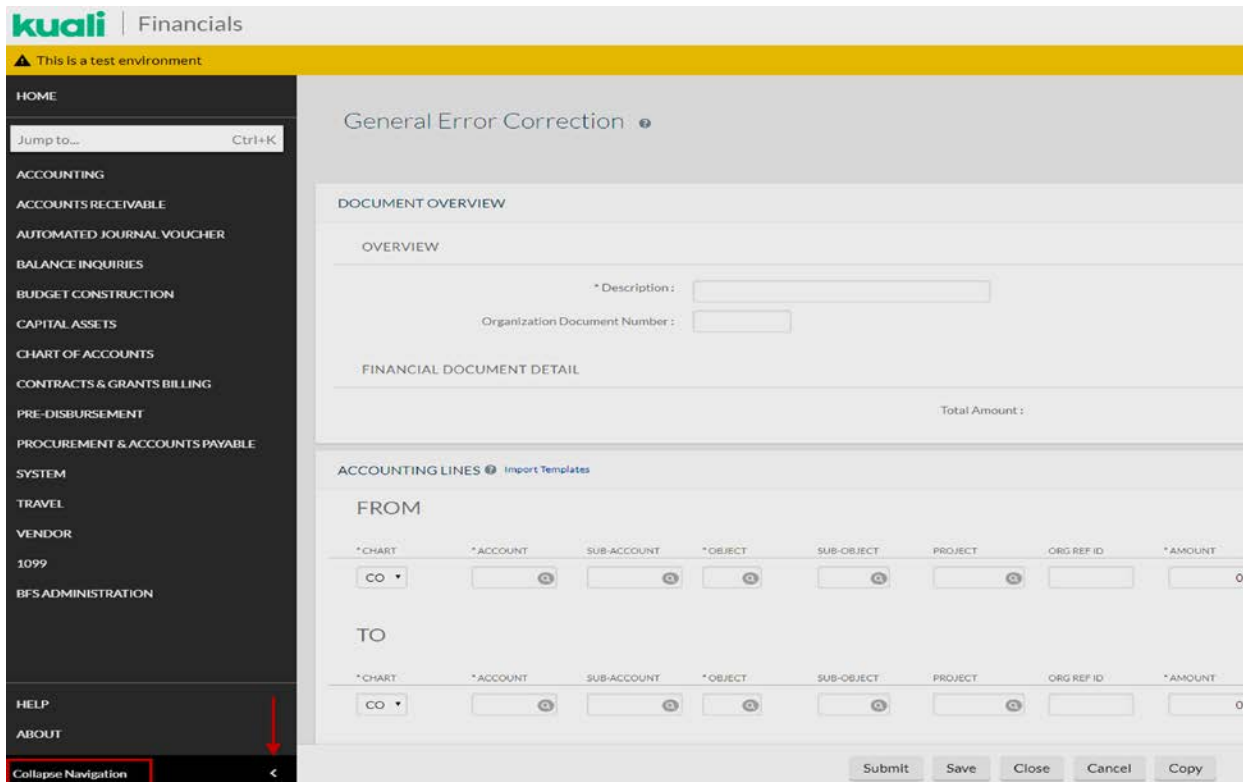 kuali | Financials
This is a test environment
HOME
Jump to... Ctrl+K
ACCOUNTING
ACCOUNTS RECEIVABLE
AUTOMATED JOURNAL VOUCHER
BALANCE INQUIRIES
BUDGET CONSTRUCTION
CAPITAL ASSETS
CHART OF ACCOUNTS
CONTRACTS & GRANTS BILLING
PRE-DISBURSEMENT
PROCUREMENT & ACCOUNTS PAYABLE
SYSTEM
TRAVEL
VENDOR
1099
BFS ADMINISTRATION
HELP
ABOUT
Collapse Navigation <
General Error Correction ?
DOCUMENT OVERVIEW
OVERVIEW
* Description :
Organization Document Number :
FINANCIAL DOCUMENT DETAIL
Total Amount :
ACCOUNTING LINES ? Import Templates
FROM
* CHART * ACCOUNT SUB-ACCOUNT * OBJECT SUB-OBJECT PROJECT ORG REF ID * AMOUNT
CO 0
TO
* CHART * ACCOUNT SUB-ACCOUNT * OBJECT SUB-OBJECT PROJECT ORG REF ID * AMOUNT
CO 0
Submit Save Close Cancel Copy